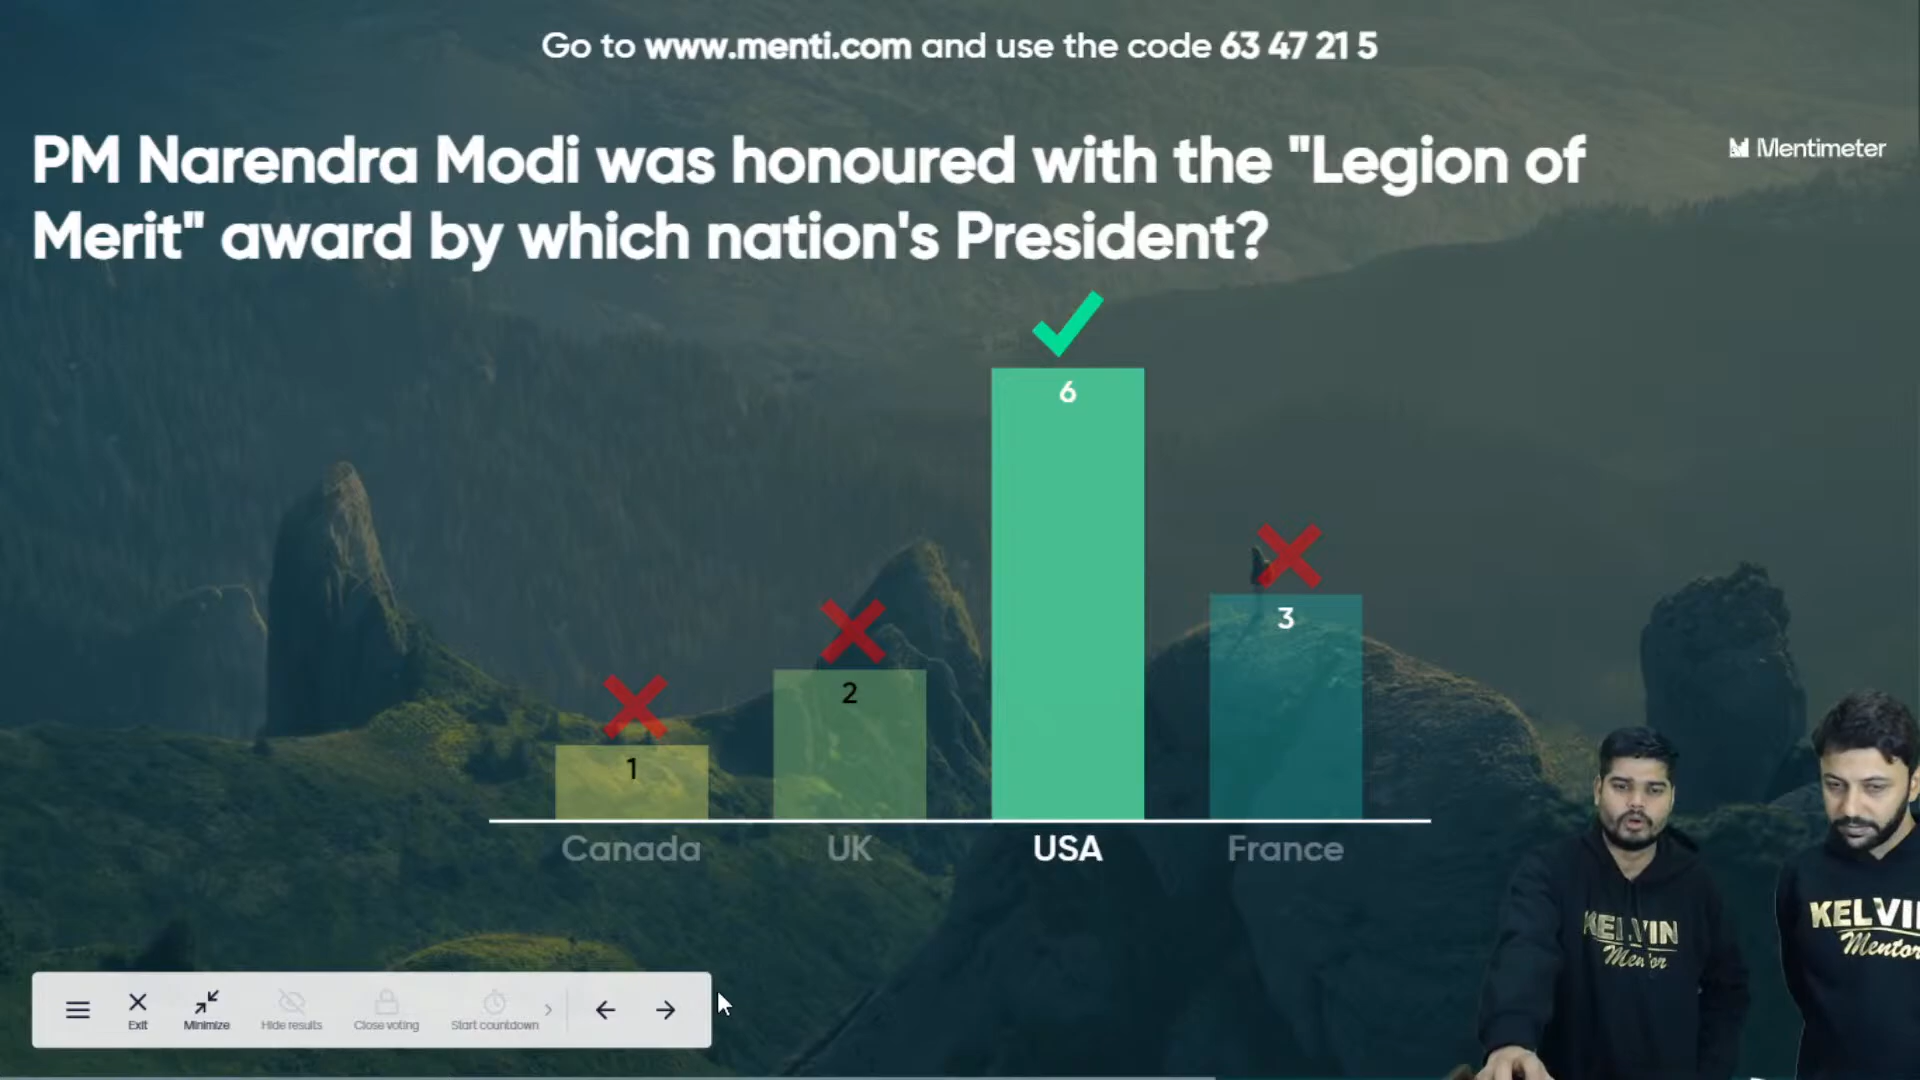 Go to www.menti.com and use the code 63 47 21 5
PM Narendra Modi was honoured with the "Legion of
Merit" award by which nation's President?
Mentimeter
6
3
2
1
Canada
UK
USA
France
KELVIN
Mentor
KELVI
Mentor
Exit
Minimize
Hide results
Close voting
Start countdown